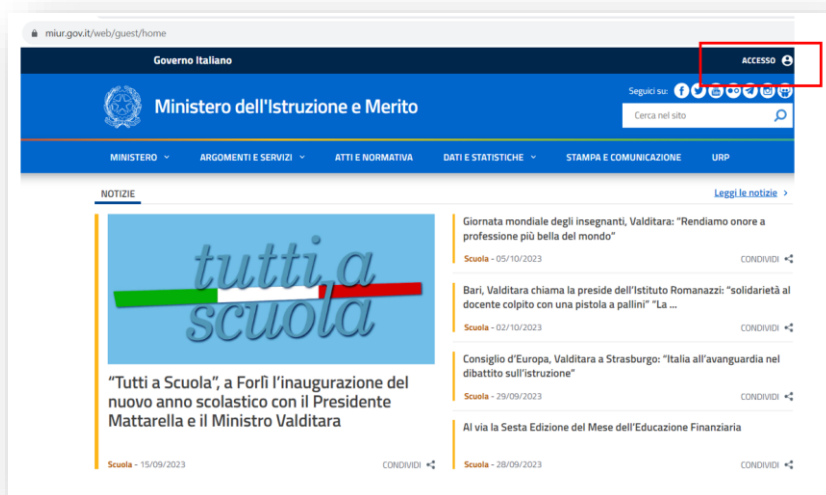 miur.gov.it/web/guest/home
Governo Italiano
ACCESSO
Ministero dell'Istruzione e Merito
Seguici su:
Cerca nel sito
MINISTERO
ARGOMENTI E SERVIZI
ATTI E NORMATIVA
DATI E STATISTICHE
STAMPA E COMUNICAZIONE
URP
NOTIZIE
Leggi le notizie
tutti a
scuola
"Tutti a Scuola", a Forlì l'inaugurazione del
nuovo anno scolastico con il Presidente
Mattarella e il Ministro Valditara
Scuola - 15/09/2023
CONDIVIDI
Giornata mondiale degli insegnanti, Valditara: "Rendiamo onore a
professione più bella del mondo"
Scuola - 05/10/2023
CONDIVIDI
Bari, Valditara chiama la preside dell'Istituto Romanazzi: "solidarietà al
docente colpito con una pistola a pallini" "La ...
Scuola - 02/10/2023
CONDIVIDI
Consiglio d'Europa, Valditara a Strasburgo: "Italia all'avanguardia nel
dibattito sull'istruzione"
Scuola - 29/09/2023
CONDIVIDI
Al via la Sesta Edizione del Mese dell'Educazione Finanziaria
Scuola - 28/09/2023
CONDIVIDI